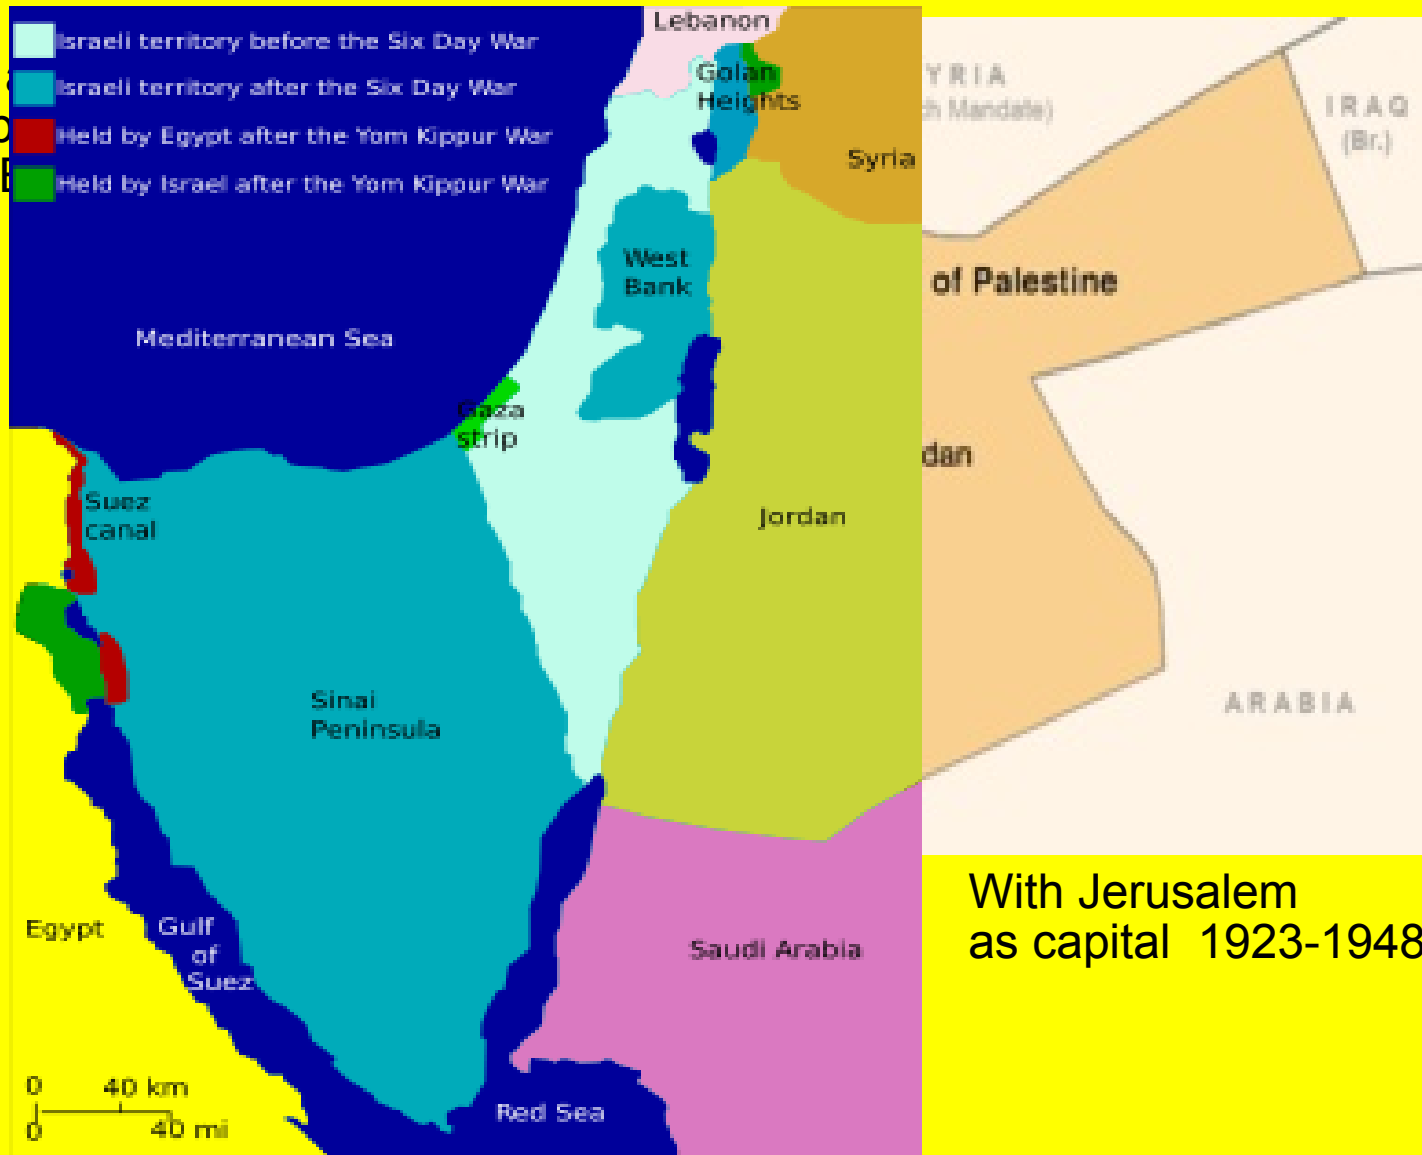 Israeli territory before the Six Day War
Israeli territory after the Six Day War
Held by Egypt after the Yom Kippur War
Held by Israel after the Yom Kippur War
Lebanon
Golan
Heights
Syria
West
Bank
Mediterranean Sea
Gaza
strip
Suez
canal
Jordan
Sinai
Peninsula
Egypt
Gulf
of
Suez
Saudi Arabia
Red Sea
0 40 km
0 40 mi
YRIA
ch Mandate)
IRAQ
(Br.)
of Palestine
dan
ARABIA
With Jerusalem
as capital 1923-1948